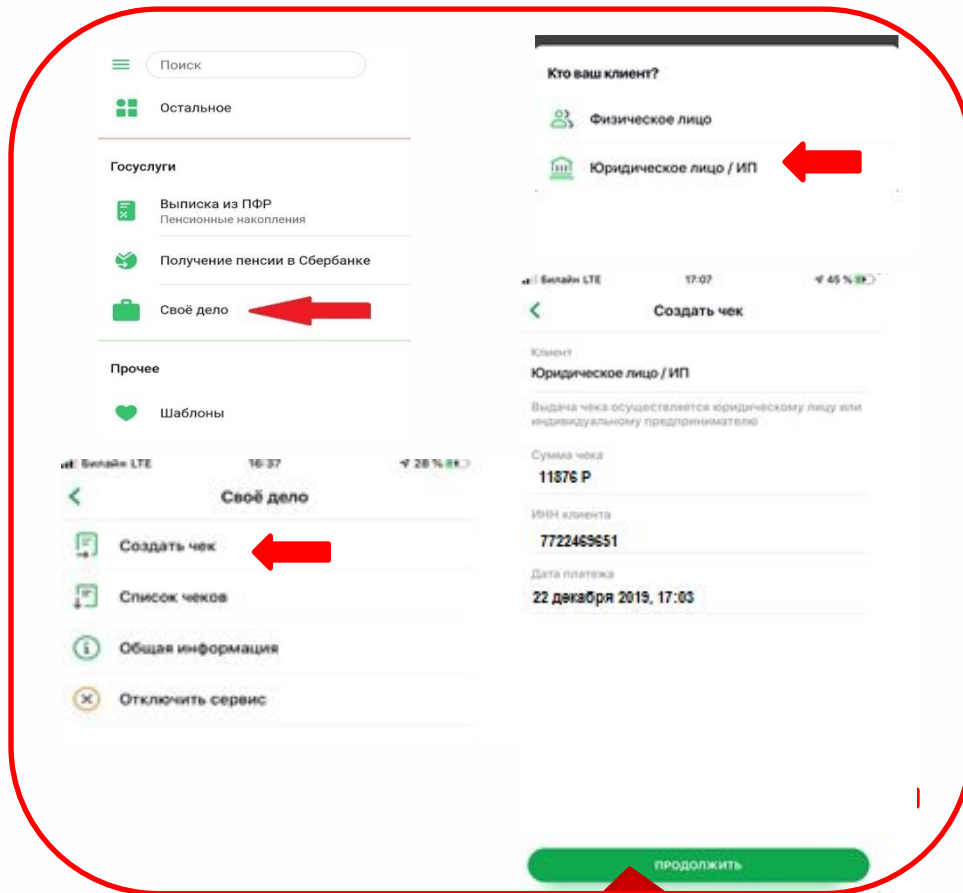 Поиск
Остальное
Госуслуги
Выписка из ПФР
Пенсионные накопления
Получение пенсии в Сбербанке
Своё дело
Прочее
Шаблоны
Билайн LTE 16:37 28 %
Своё дело
Создать чек
Список чеков
Общая информация
Отключить сервис
Кто ваш клиент?
Физическое лицо
Юридическое лицо / ИП
Билайн LTE 17:07 45 %
Создать чек
Клиент
Юридическое лицо / ИП
Выдача чека осуществляется юридическому лицу или
индивидуальному предпринимателю
Сумма чека
11876 Р
ИНН клиента
7722469651
Дата платежа
22 декабря 2019, 17:03
ПРОДОЛЖИТЬ